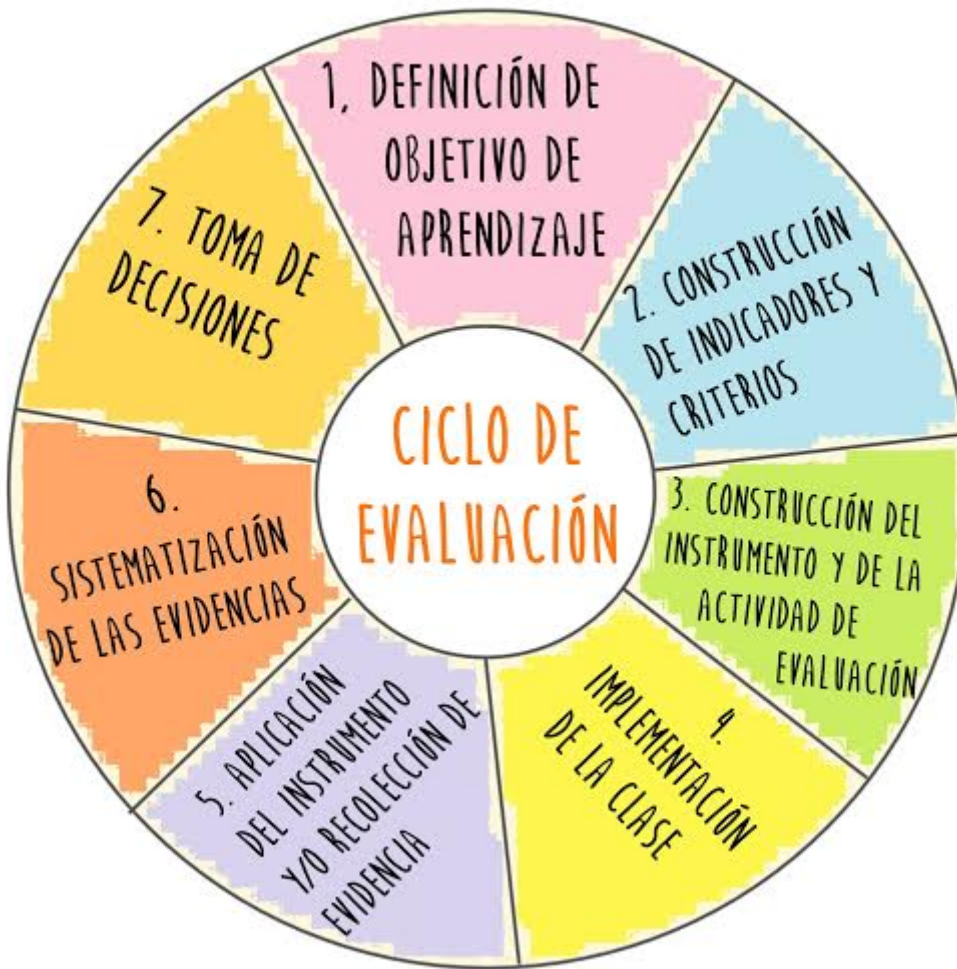 CICLO DE
EVALUACIÓN
1, DEFINICIÓN DE
OBJETIVO DE
APRENDIZAJE
2. CONSTRUCCIÓN
DE INDICADORES Y
CRITERIOS
3. CONSTRUCCIÓN DEL
INSTRUMENTO Y DE LA
ACTIVIDAD DE
EVALUACIÓN
4.
IMPLEMENTACIÓN
DE LA CLASE
5. APLICACIÓN
DEL INSTRUMENTO
Y/O RECOLECCIÓN DE
EVIDENCIA
6.
SISTEMATIZACIÓN
DE LAS EVIDENCIAS
7. TOMA DE
DECISIONES